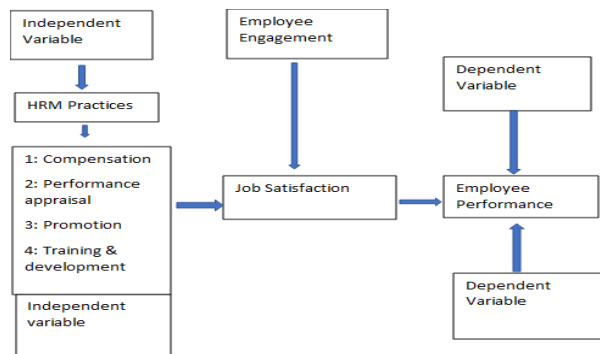 Independent
Variable
HRM Practices
1: Compensation
2: Performance
appraisal
3: Promotion
4: Training &
development
Independent
variable
Employee
Engagement
Job Satisfaction
Dependent
Variable
Employee
Performance
Dependent
Variable